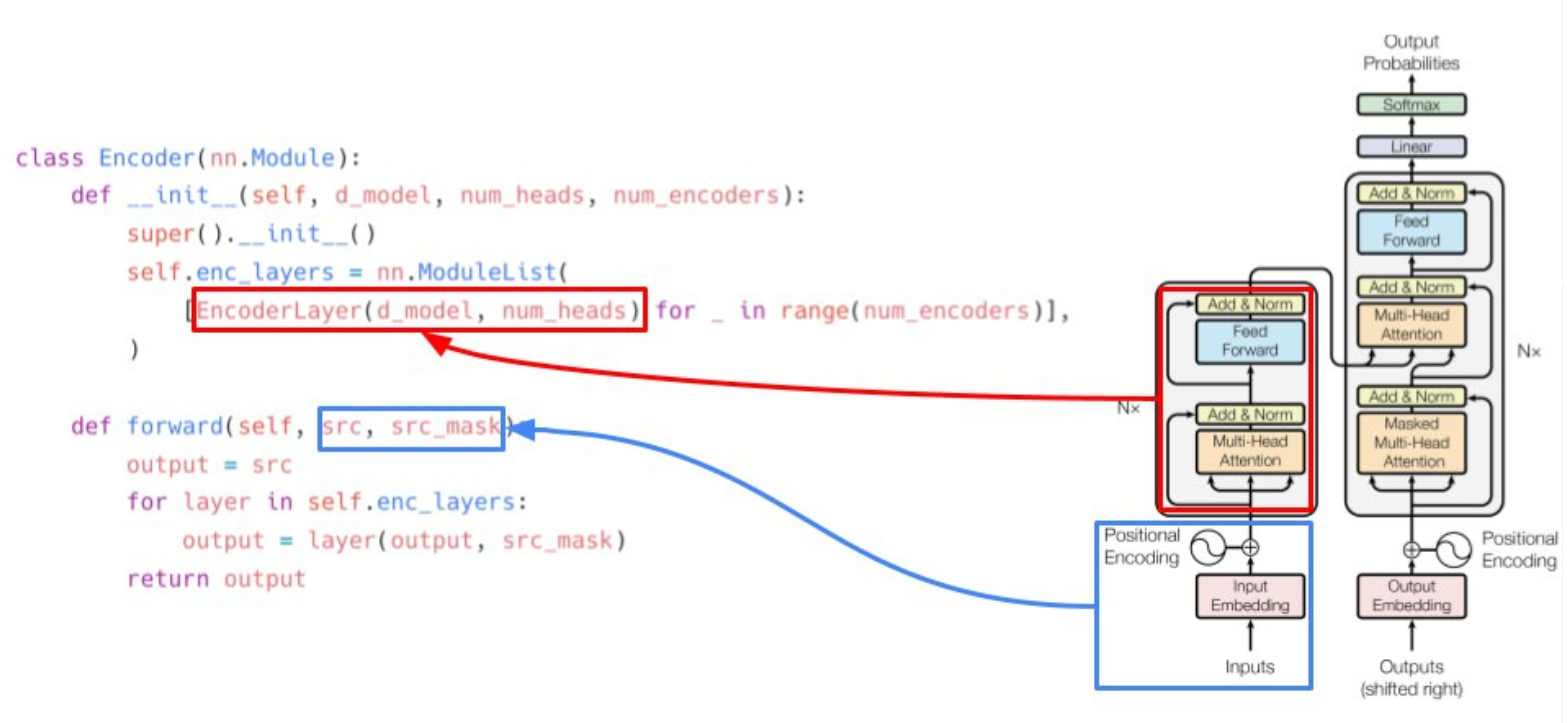 class Encoder(nn.Module):
def __init__(self, d_model, num_heads, num_encoders):
super().__init__()
self.enc_layers = nn.ModuleList(
[EncoderLayer(d_model, num_heads) for _ in range(num_encoders)],
)
def forward(self, src, src_mask)
output = src
for layer in self.enc_layers:
output = layer(output, src_mask)
return output
Nx
Add & Norm
Feed
Forward
Add & Norm
Multi-Head
Attention
Positional
Encoding
Input
Embedding
Inputs
Output
Probabilities
Softmax
Linear
Add & Norm
Feed
Forward
Add & Norm
Multi-Head
Attention
Nx
Add & Norm
Masked
Multi-Head
Attention
Positional
Encoding
Output
Embedding
Outputs
(shifted right)